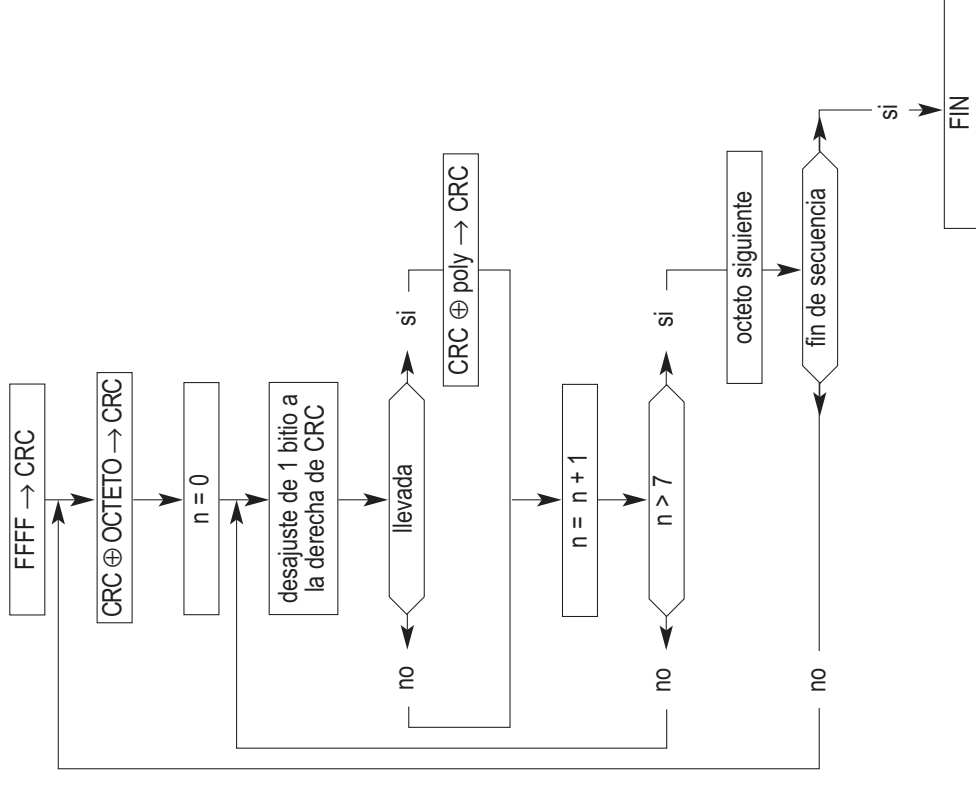 FFFF → CRC
CRC ⊕ OCTETO → CRC
n = 0
desajuste de 1 bitio a
la derecha de CRC
llevada
no
si
CRC ⊕ poly → CRC
n = n + 1
n > 7
no
si
octeto siguiente
fin de secuencia
no
si
FIN